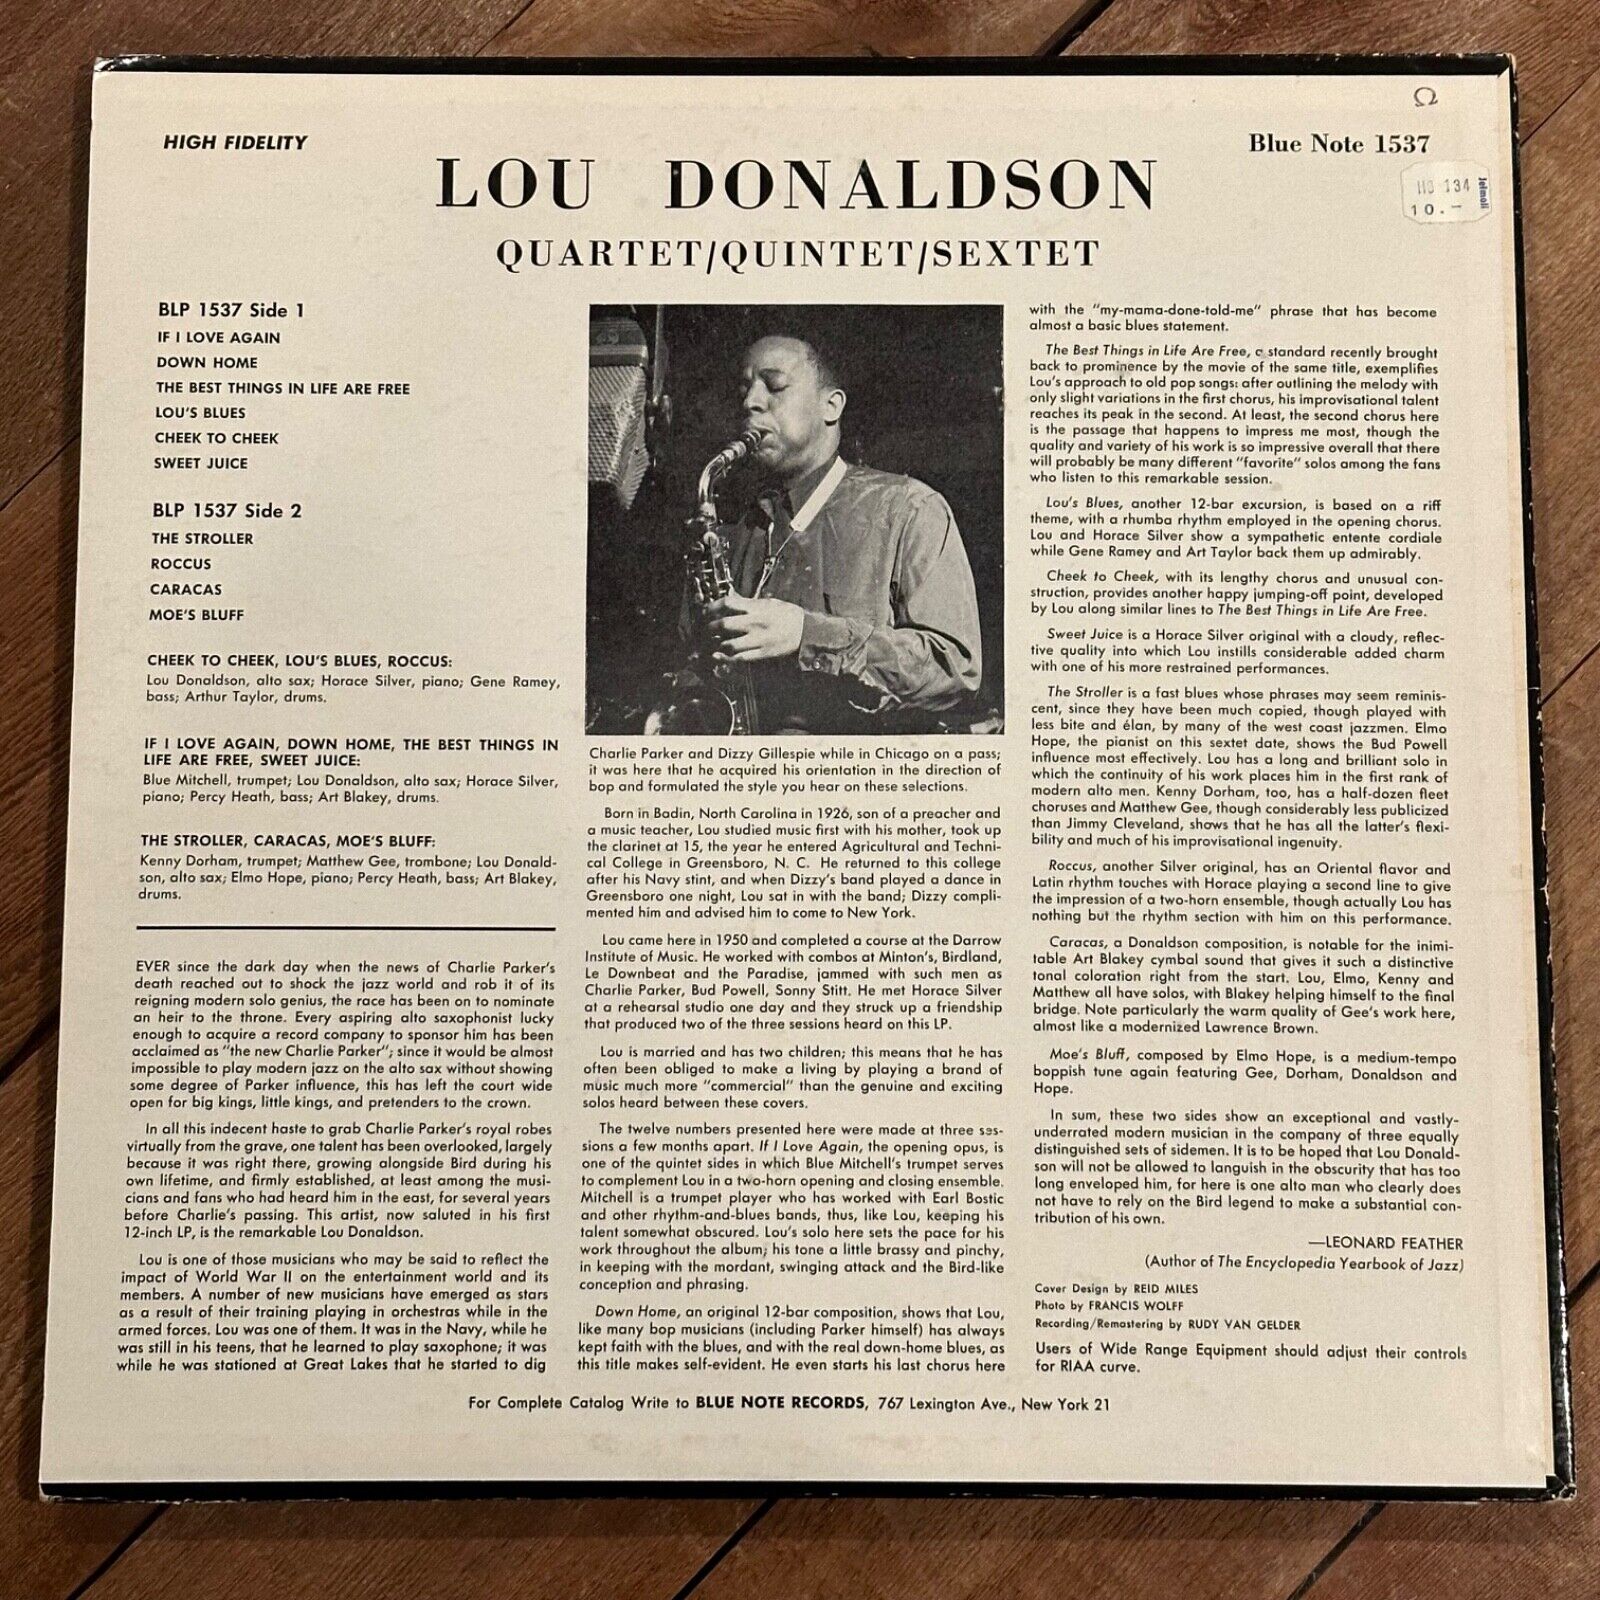 Ω
HIGH FIDELITY
Blue Note 1537
Jelmoli
134
10.–
LOU DONALDSON
QUARTET/QUINTET/SEXTET
BLP 1537 Side 1
IF I LOVE AGAIN
DOWN HOME
THE BEST THINGS IN LIFE ARE FREE
LOU'S BLUES
CHEEK TO CHEEK
SWEET JUICE
BLP 1537 Side 2
THE STROLLER
ROCCUS
CARACAS
MOE'S BLUFF
CHEEK TO CHEEK, LOU'S BLUES, ROCCUS:
Lou Donaldson, alto sax; Horace Silver, piano; Gene Ramey,
bass; Arthur Taylor, drums.
IF I LOVE AGAIN, DOWN HOME, THE BEST THINGS IN
LIFE ARE FREE, SWEET JUICE:
Blue Mitchell, trumpet; Lou Donaldson, alto sax; Horace Silver,
piano; Percy Heath, bass; Art Blakey, drums.
THE STROLLER, CARACAS, MOE'S BLUFF:
Kenny Dorham, trumpet; Matthew Gee, trombone; Lou Donald-
son, alto sax; Elmo Hope, piano; Percy Heath, bass; Art Blakey,
drums.
EVER since the dark day when the news of Charlie Parker's
death reached out to shock the jazz world and rob it of its
reigning modern solo genius, the race has been on to nominate
an heir to the throne. Every aspiring alto saxophonist lucky
enough to acquire a record company to sponsor him has been
acclaimed as "the new Charlie Parker"; since it would be almost
impossible to play modern jazz on the alto sax without showing
some degree of Parker influence, this has left the court wide
open for big kings, little kings, and pretenders to the crown.
In all this indecent haste to grab Charlie Parker's royal robes
virtually from the grave, one talent has been overlooked, largely
because it was right there, growing alongside Bird during his
own lifetime, and firmly established, at least among the musi-
cians and fans who had heard him in the east, for several years
before Charlie's passing. This artist, now saluted in his first
12-inch LP, is the remarkable Lou Donaldson.
Lou is one of those musicians who may be said to reflect the
impact of World War II on the entertainment world and its
members. A number of new musicians have emerged as stars
as a result of their training playing in orchestras while in the
armed forces. Lou was one of them. It was in the Navy, while he
was still in his teens, that he learned to play saxophone; it was
while he was stationed at Great Lakes that he started to dig
Charlie Parker and Dizzy Gillespie while in Chicago on a pass;
it was here that he acquired his orientation in the direction of
bop and formulated the style you hear on these selections.
Born in Badin, North Carolina in 1926, son of a preacher and
a music teacher, Lou studied music first with his mother, took up
the clarinet at 15, the year he entered Agricultural and Techni-
cal College in Greensboro, N. C. He returned to this college
after his Navy stint, and when Dizzy's band played a dance in
Greensboro one night, Lou sat in with the band; Dizzy compli-
mented him and advised him to come to New York.
Lou came here in 1950 and completed a course at the Darrow
Institute of Music. He worked with combos at Minton's, Birdland,
Le Downbeat and the Paradise, jammed with such men as
Charlie Parker, Bud Powell, Sonny Stitt. He met Horace Silver
at a rehearsal studio one day and they struck up a friendship
that produced two of the three sessions heard on this LP.
Lou is married and has two children; this means that he has
often been obliged to make a living by playing a brand of
music much more "commercial" than the genuine and exciting
solos heard between these covers.
The twelve numbers presented here were made at three ses-
sions a few months apart. If I Love Again, the opening opus, is
one of the quintet sides in which Blue Mitchell's trumpet serves
to complement Lou in a two-horn opening and closing ensemble.
Mitchell is a trumpet player who has worked with Earl Bostic
and other rhythm-and-blues bands, thus, like Lou, keeping his
talent somewhat obscured. Lou's solo here sets the pace for his
work throughout the album; his tone a little brassy and pinchy,
in keeping with the mordant, swinging attack and the Bird-like
conception and phrasing.
Down Home, an original 12-bar composition, shows that Lou,
like many bop musicians (including Parker himself) has always
kept faith with the blues, and with the real down-home blues, as
this title makes self-evident. He even starts his last chorus here
with the "my-mama-done-told-me" phrase that has become
almost a basic blues statement.
The Best Things in Life Are Free, a standard recently brought
back to prominence by the movie of the same title, exemplifies
Lou's approach to old pop songs: after outlining the melody with
only slight variations in the first chorus, his improvisational talent
reaches its peak in the second. At least, the second chorus here
is the passage that happens to impress me most, though the
quality and variety of his work is so impressive overall that there
will probably be many different "favorite" solos among the fans
who listen to this remarkable session.
Lou's Blues, another 12-bar excursion, is based on a riff
theme, with a rhumba rhythm employed in the opening chorus.
Lou and Horace Silver show a sympathetic entente cordiale
while Gene Ramey and Art Taylor back them up admirably.
Cheek to Cheek, with its lengthy chorus and unusual con-
struction, provides another happy jumping-off point, developed
by Lou along similar lines to The Best Things in Life Are Free.
Sweet Juice is a Horace Silver original with a cloudy, reflec-
tive quality into which Lou instills considerable added charm
with one of his more restrained performances.
The Stroller is a fast blues whose phrases may seem reminis-
cent, since they have been much copied, though played with
less bite and élan, by many of the west coast jazzmen. Elmo
Hope, the pianist on this sextet date, shows the Bud Powell
influence most effectively. Lou has a long and brilliant solo in
which the continuity of his work places him in the first rank of
modern alto men. Kenny Dorham, too, has a half-dozen fleet
choruses and Matthew Gee, though considerably less publicized
than Jimmy Cleveland, shows that he has all the latter's flexi-
bility and much of his improvisational ingenuity.
Roccus, another Silver original, has an Oriental flavor and
Latin rhythm touches with Horace playing a second line to give
the impression of a two-horn ensemble, though actually Lou has
nothing but the rhythm section with him on this performance.
Caracas, a Donaldson composition, is notable for the inimi-
table Art Blakey cymbal sound that gives it such a distinctive
tonal coloration right from the start. Lou, Elmo, Kenny and
Matthew all have solos, with Blakey helping himself to the final
bridge. Note particularly the warm quality of Gee's work here,
almost like a modernized Lawrence Brown.
Moe's Bluff, composed by Elmo Hope, is a medium-tempo
boppish tune again featuring Gee, Dorham, Donaldson and
Hope.
In sum, these two sides show an exceptional and vastly-
underrated modern musician in the company of three equally
distinguished sets of sidemen. It is to be hoped that Lou Donald-
son will not be allowed to languish in the obscurity that has too
long enveloped him, for here is one alto man who clearly does
not have to rely on the Bird legend to make a substantial con-
tribution of his own.
—LEONARD FEATHER
(Author of The Encyclopedia Yearbook of Jazz)
Cover Design by REID MILES
Photo by FRANCIS WOLFF
Recording/Remastering by RUDY VAN GELDER
Users of Wide Range Equipment should adjust their controls
for RIAA curve.
For Complete Catalog Write to BLUE NOTE RECORDS, 767 Lexington Ave., New York 21